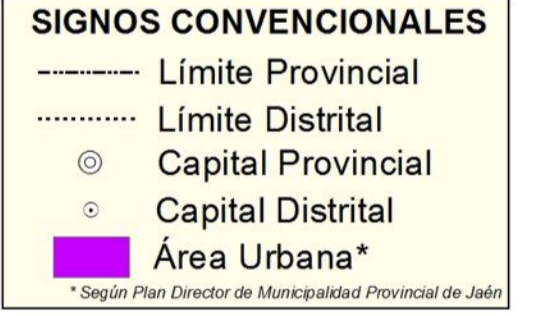 SIGNOS CONVENCIONALES
Límite Provincial
Límite Distrital
Capital Provincial
Capital Distrital
Área Urbana*
* Según Plan Director de Municipalidad Provincial de Jaén